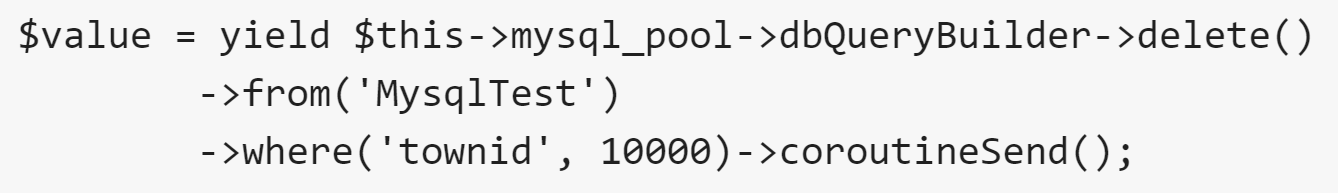 $value = yield $this->mysql_pool->dbQueryBuilder->delete()
->from('MysqlTest')
->where('townid', 10000)->coroutineSend();